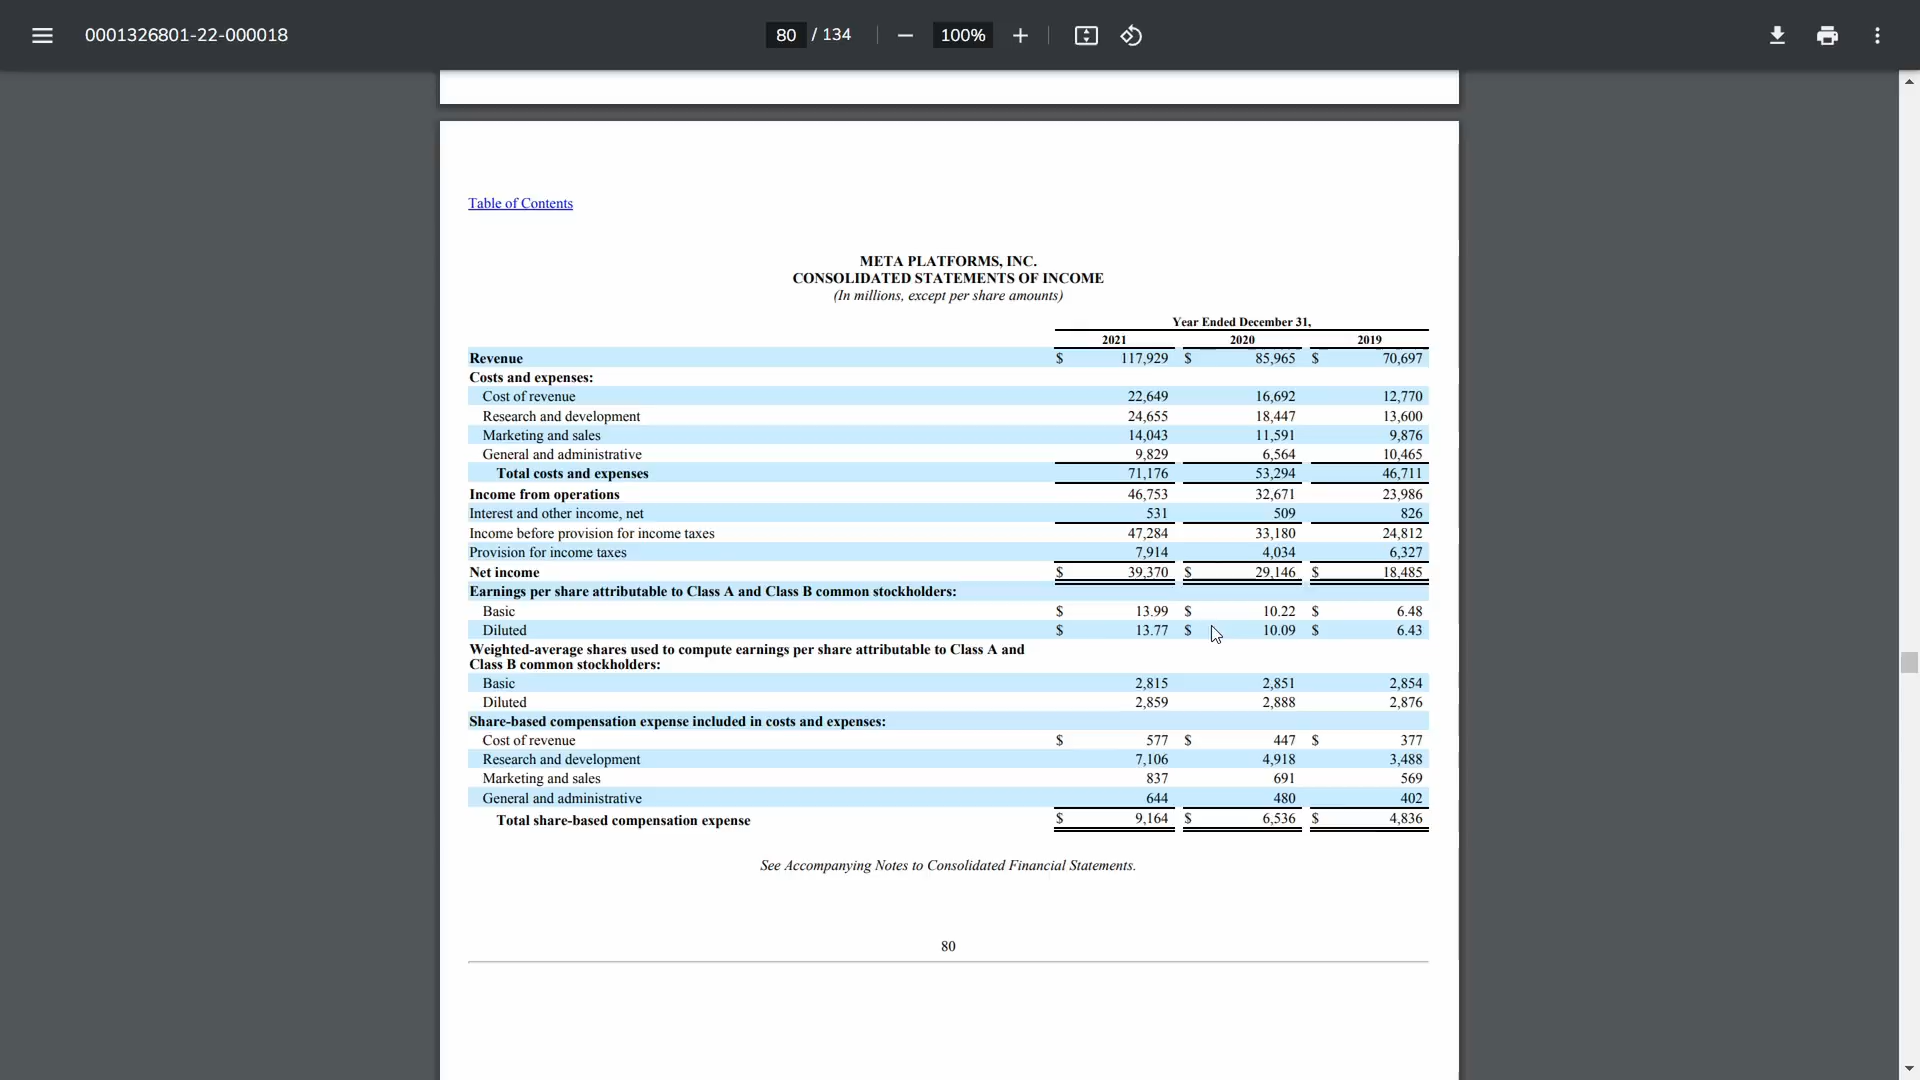 0001326801-22-000018
80 / 134
100%
Table of Contents
META PLATFORMS, INC.
CONSOLIDATED STATEMENTS OF INCOME
(In millions, except per share amounts)
Year Ended December 31,
2021 2020 2019
Revenue $ 117,929 $ 85,965 $ 70,697
Costs and expenses:
Cost of revenue 22,649 16,692 12,770
Research and development 24,655 18,447 13,600
Marketing and sales 14,043 11,591 9,876
General and administrative 9,829 6,564 10,465
Total costs and expenses 71,176 53,294 46,711
Income from operations 46,753 32,671 23,986
Interest and other income, net 531 509 826
Income before provision for income taxes 47,284 33,180 24,812
Provision for income taxes 7,914 4,034 6,327
Net income $ 39,370 $ 29,146 $ 18,485
Earnings per share attributable to Class A and Class B common stockholders:
Basic $ 13.99 $ 10.22 $ 6.48
Diluted $ 13.77 $ 10.09 $ 6.43
Weighted-average shares used to compute earnings per share attributable to Class A and
Class B common stockholders:
Basic 2,815 2,851 2,854
Diluted 2,859 2,888 2,876
Share-based compensation expense included in costs and expenses:
Cost of revenue $ 577 $ 447 $ 377
Research and development 7,106 4,918 3,488
Marketing and sales 837 691 569
General and administrative 644 480 402
Total share-based compensation expense $ 9,164 $ 6,536 $ 4,836
See Accompanying Notes to Consolidated Financial Statements.
80